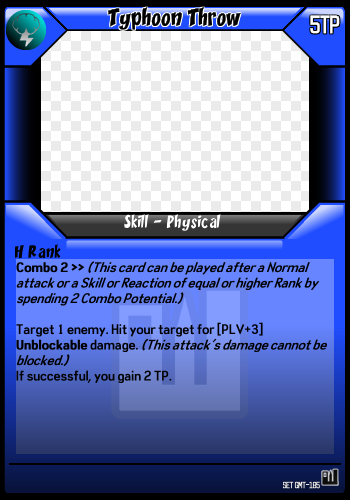 Typhoon Throw
5TP
Skill - Physical
H Rank
Combo 2 >> (This card can be played after a Normal
attack or a Skill or Reaction of equal or higher Rank by
spending 2 Combo Potential.)
Target 1 enemy. Hit your target for [PLV+3]
Unblockable damage. (This attack's damage cannot be
blocked.)
If successful, you gain 2 TP.
SET GMT-185